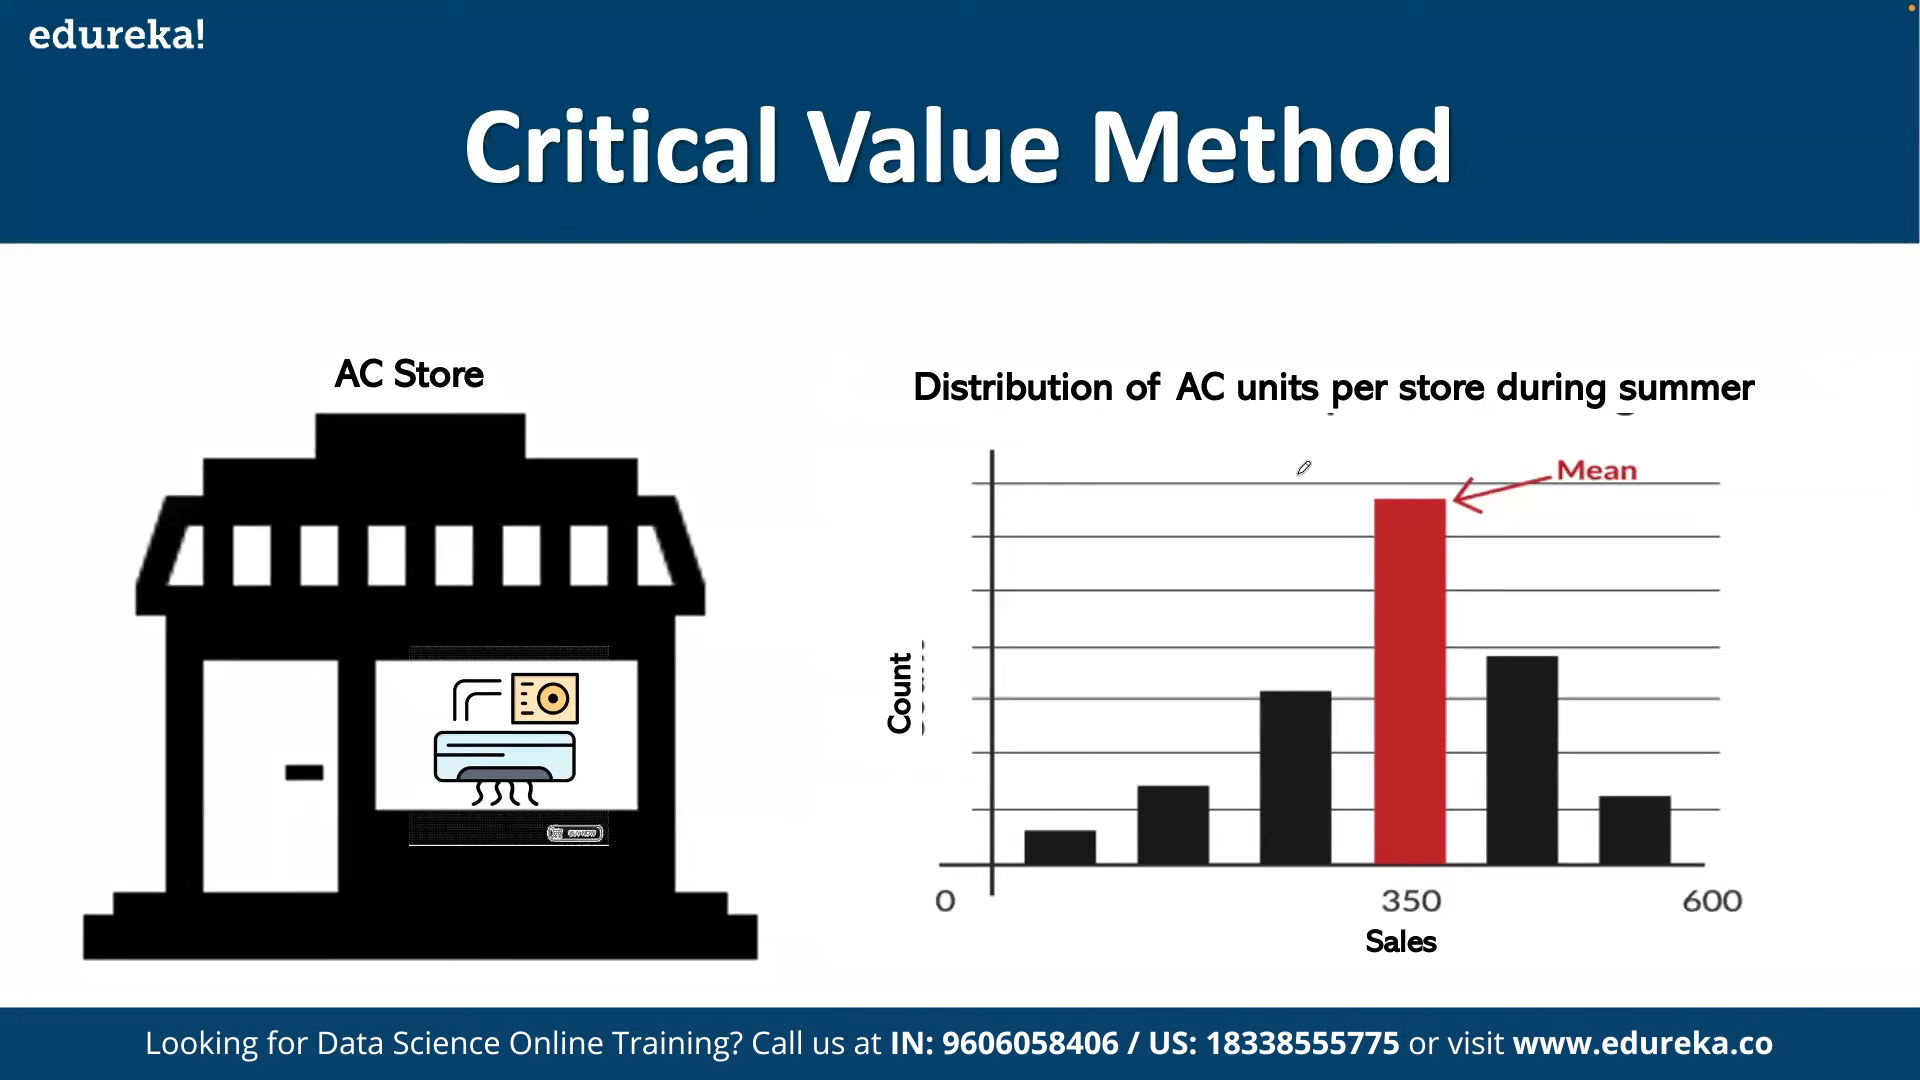 edureka!
Critical Value Method
AC Store
Distribution of AC units per store during summer
Mean
Count
0
350
600
Sales
Looking for Data Science Online Training? Call us at IN: 9606058406 / US: 18338555775 or visit www.edureka.co